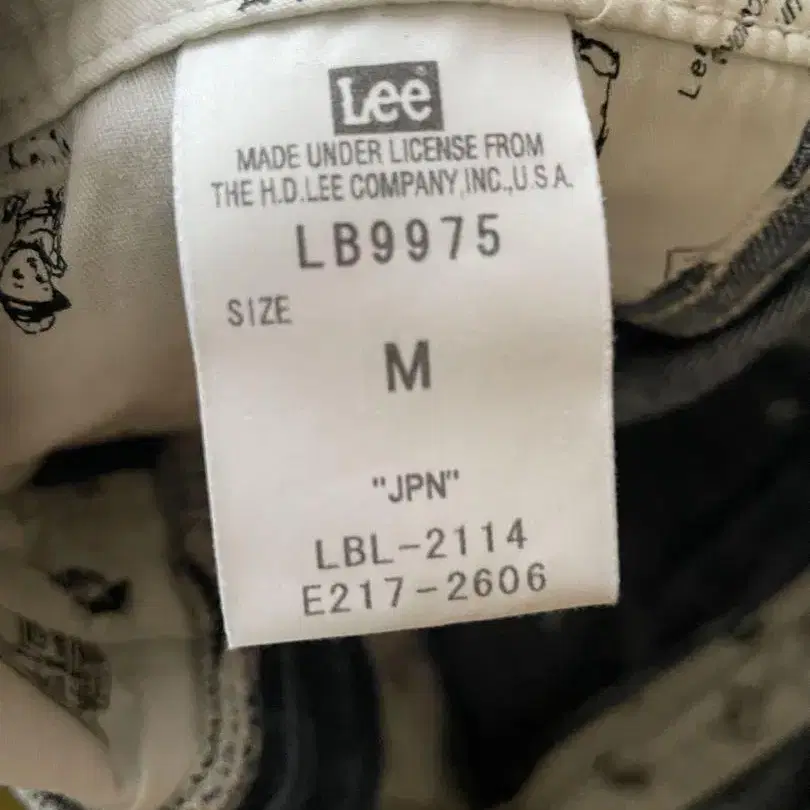 Lee
MADE UNDER LICENSE FROM
THE H.D.LEE COMPANY,INC.,U.S.A.
LB9975
SIZE
M
"JPN"
LBL-2114
E217-2606